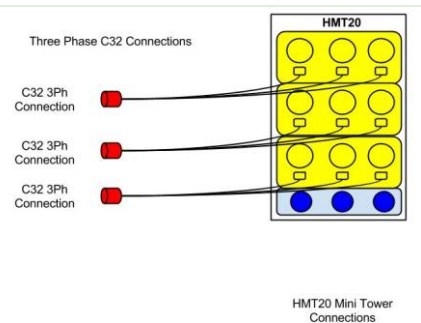 HMT20
Three Phase C32 Connections
C32 3Ph
Connection
C32 3Ph
Connection
C32 3Ph
Connection
HMT20 Mini Tower
Connections